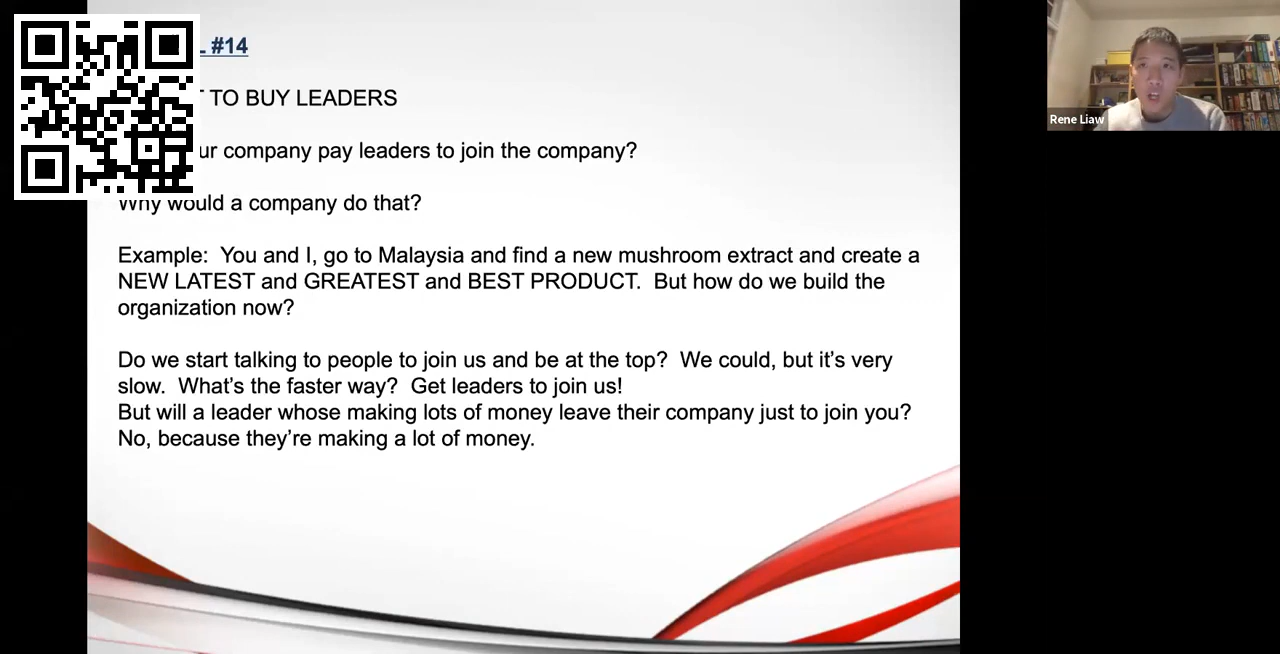 #14
TO BUY LEADERS
ur company pay leaders to join the company?
Why would a company do that?
Example:  You and I, go to Malaysia and find a new mushroom extract and create a
NEW LATEST and GREATEST and BEST PRODUCT.  But how do we build the
organization now?
Do we start talking to people to join us and be at the top?  We could, but it's very
slow.  What's the faster way?  Get leaders to join us!
But will a leader whose making lots of money leave their company just to join you?
No, because they're making a lot of money.
Rene Liaw